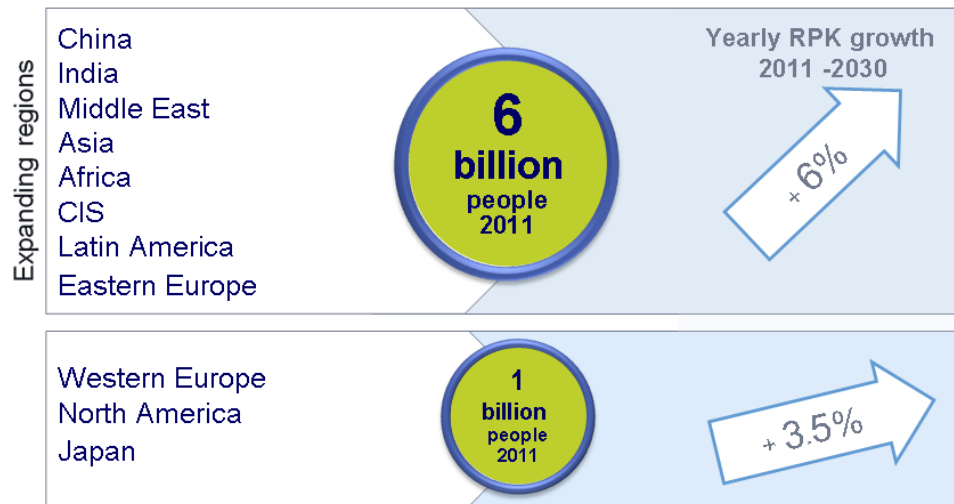 Expanding regions
China
India
Middle East
Asia
Africa
CIS
Latin America
Eastern Europe
6
billion
people
2011
Yearly RPK growth
2011 -2030
+ 6%
Western Europe
North America
Japan
1
billion
people
2011
+ 3.5%